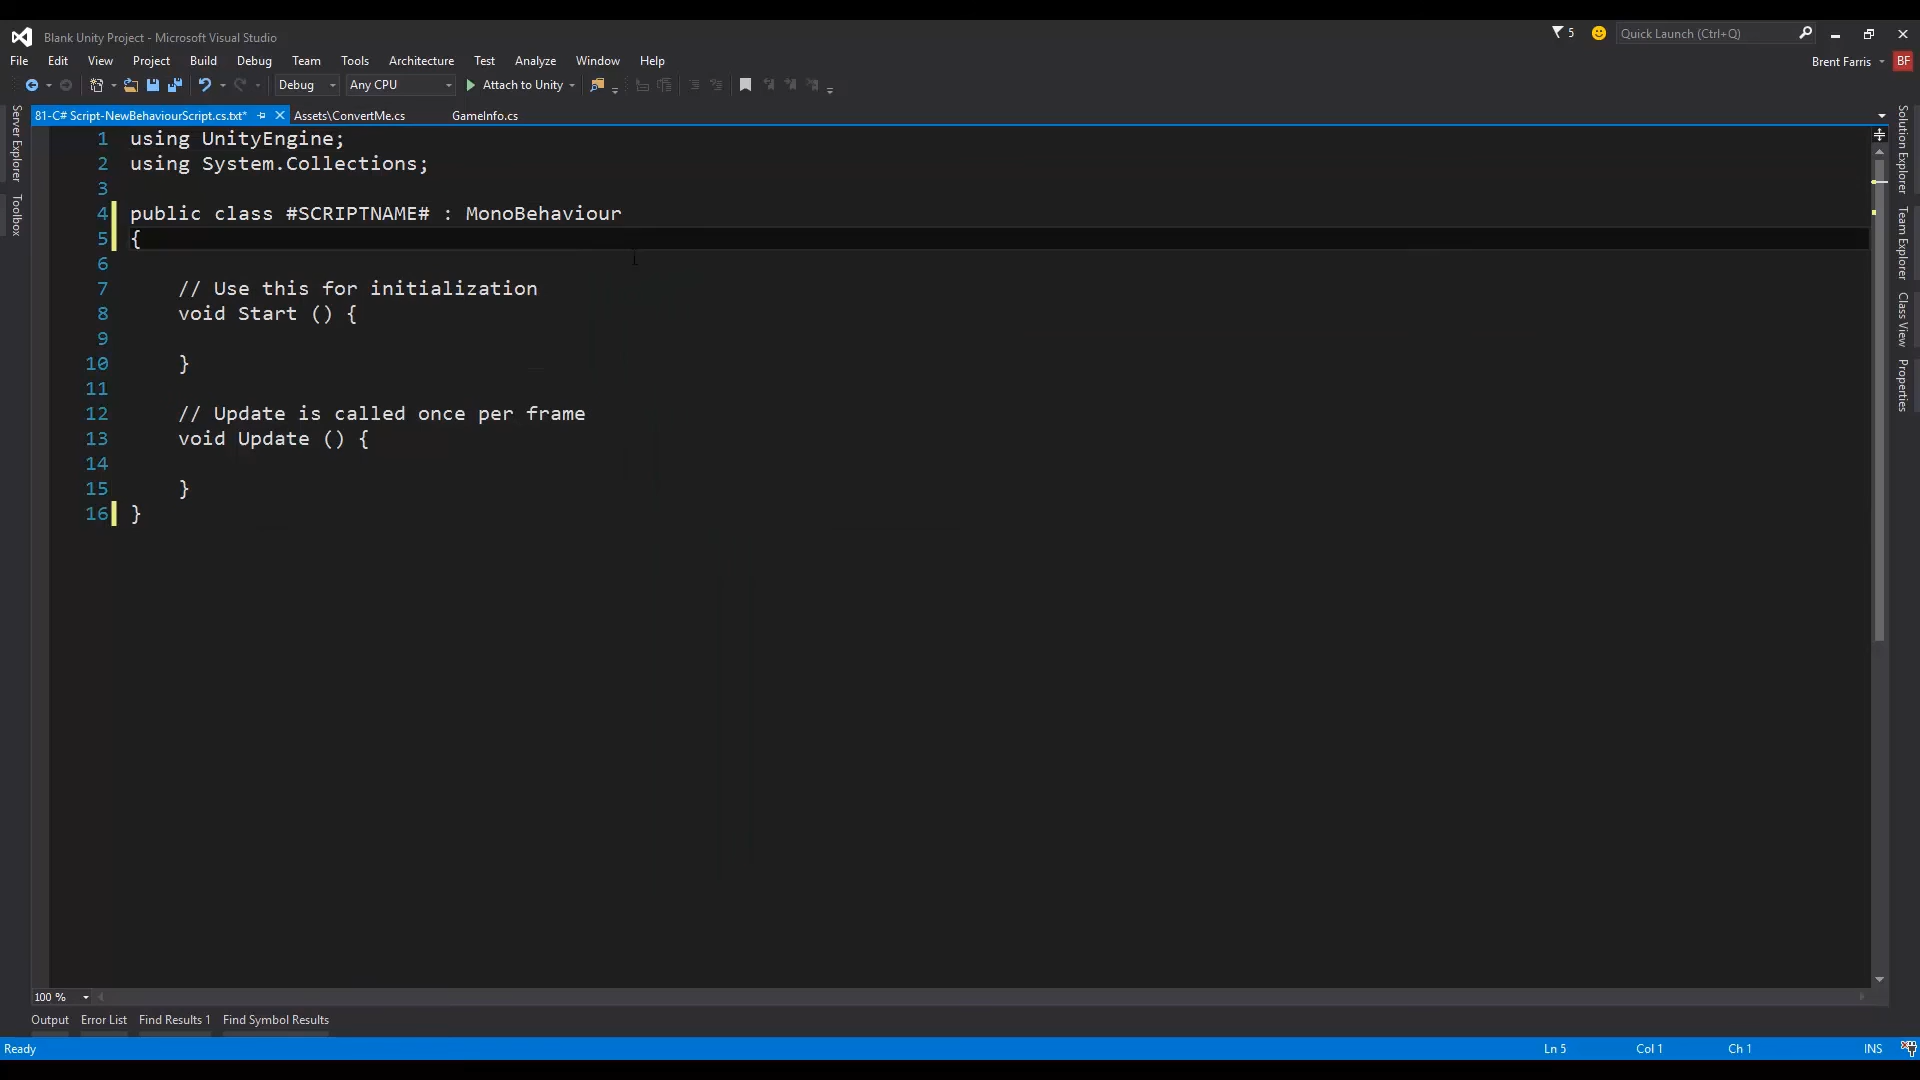 Blank Unity Project - Microsoft Visual Studio
5
Quick Launch (Ctrl+Q)
File Edit View Project Build Debug Team Tools Architecture Test Analyze Window Help
Brent Farris
BF
Debug Any CPU Attach to Unity
81-C# Script-NewBehaviourScript.cs.txt* Assets\ConvertMe.cs GameInfo.cs
Server Explorer
Toolbox
1 using UnityEngine;
2 using System.Collections;
3
4 public class #SCRIPTNAME# : MonoBehaviour
5 {
6
7 // Use this for initialization
8 void Start () {
9
10 }
11
12 // Update is called once per frame
13 void Update () {
14
15 }
16 }
Solution Explorer
Team Explorer
Class View
Properties
100 %
Output Error List Find Results 1 Find Symbol Results
Ready Ln 5 Col 1 Ch 1 INS